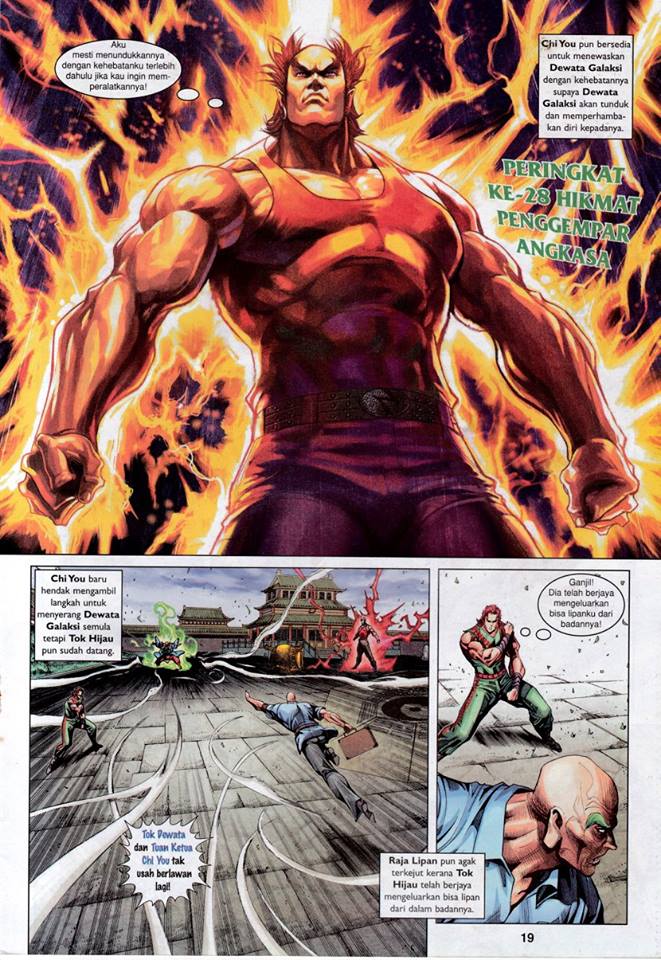 Aku
mesti menundukkannya
dengan kehebatanku terlebih
dahulu jika kau ingin mem-
peralatkannya!
Chi You pun bersedia
untuk menewaskan
Dewata Galaksi
dengan kehebatannya
supaya Dewata
Galaksi akan tunduk
dan memperhamba-
kan diri kepadanya.
PERINGKAT
KE-28 HIKMAT
PENGGEMPAR
ANGKASA
Chi You baru
hendak mengambil
langkah untuk
menyerang Dewata
Galaksi semula
tetapi Tok Hijau
pun sudah datang.
Tok Dewata
dan Tuan Ketua
Chi You tak
usah berlawan
lagi!
Ganjil!
Dia telah berjaya
mengeluarkan
bisa lipanku dari
badannya!
Raja Lipan pun agak
terkejut kerana Tok
Hijau telah berjaya
mengeluarkan bisa lipan
dari dalam badannya.
19